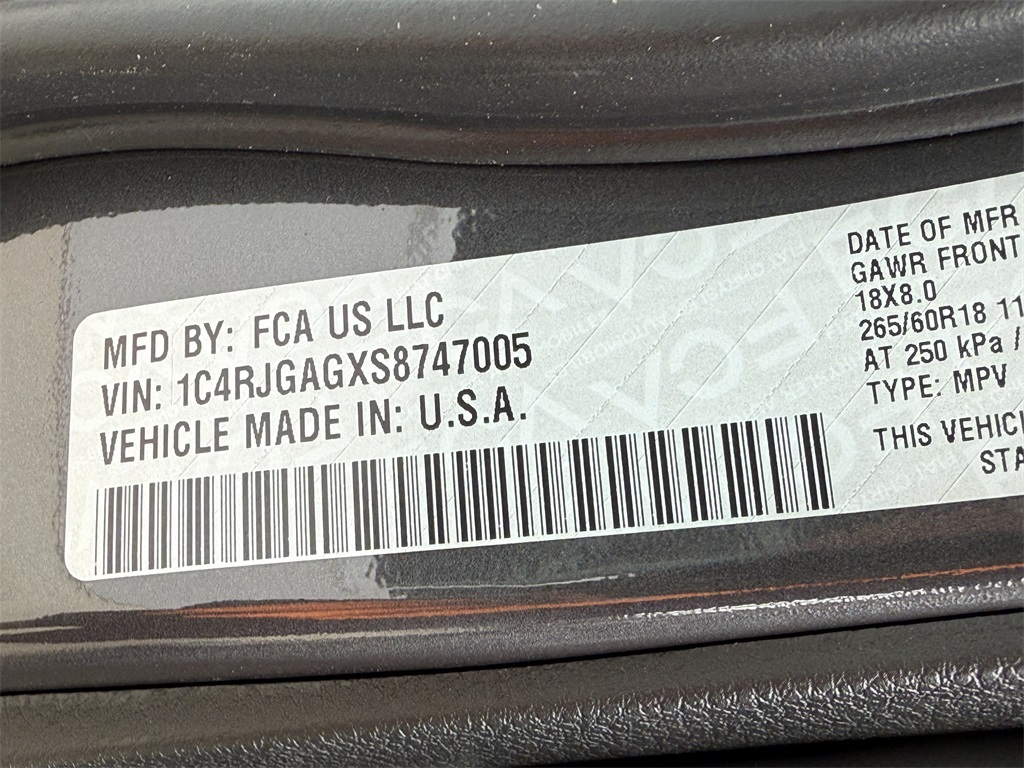 MFD BY: FCA US LLC
VIN: 1C4RJGAGXS8747005
VEHICLE MADE IN: U.S.A.
DATE OF MFR
GAWR FRONT
18X8.0
265/60R18 11
AT 250 kPa /
TYPE: MPV
THIS VEHIC
STA